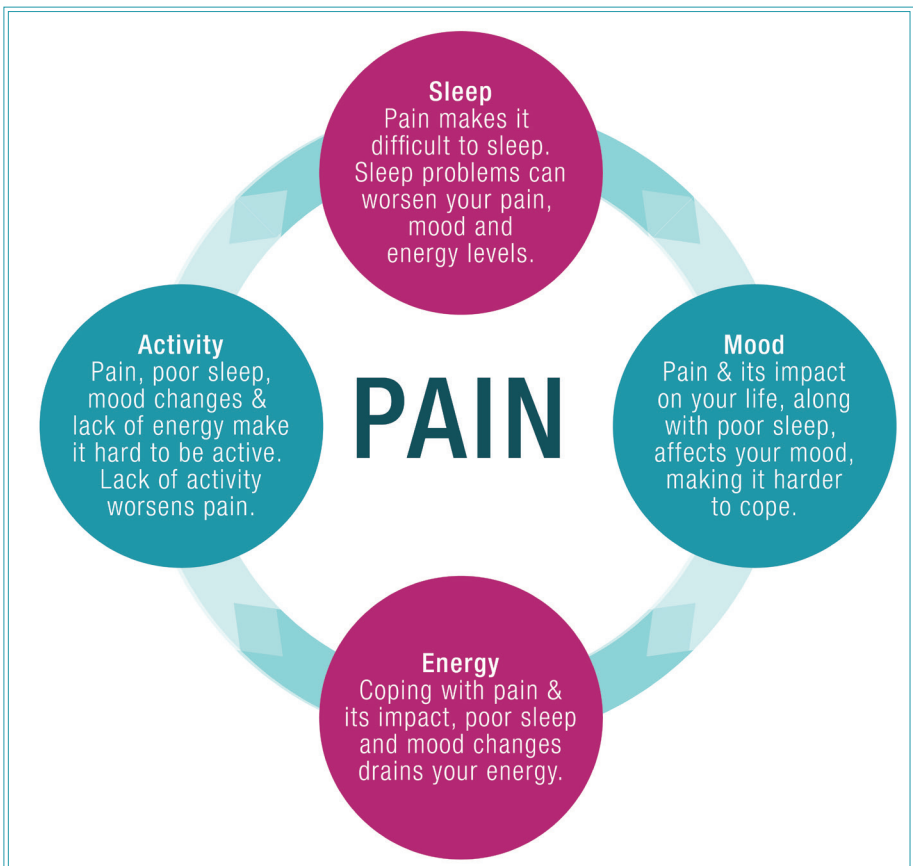 Sleep
Pain makes it
difficult to sleep.
Sleep problems can
worsen your pain,
mood and
energy levels.
Activity
Pain, poor sleep,
mood changes &
lack of energy make
it hard to be active.
Lack of activity
worsens pain.
PAIN
Mood
Pain & its impact
on your life, along
with poor sleep,
affects your mood,
making it harder
to cope.
Energy
Coping with pain &
its impact, poor sleep
and mood changes
drains your energy.